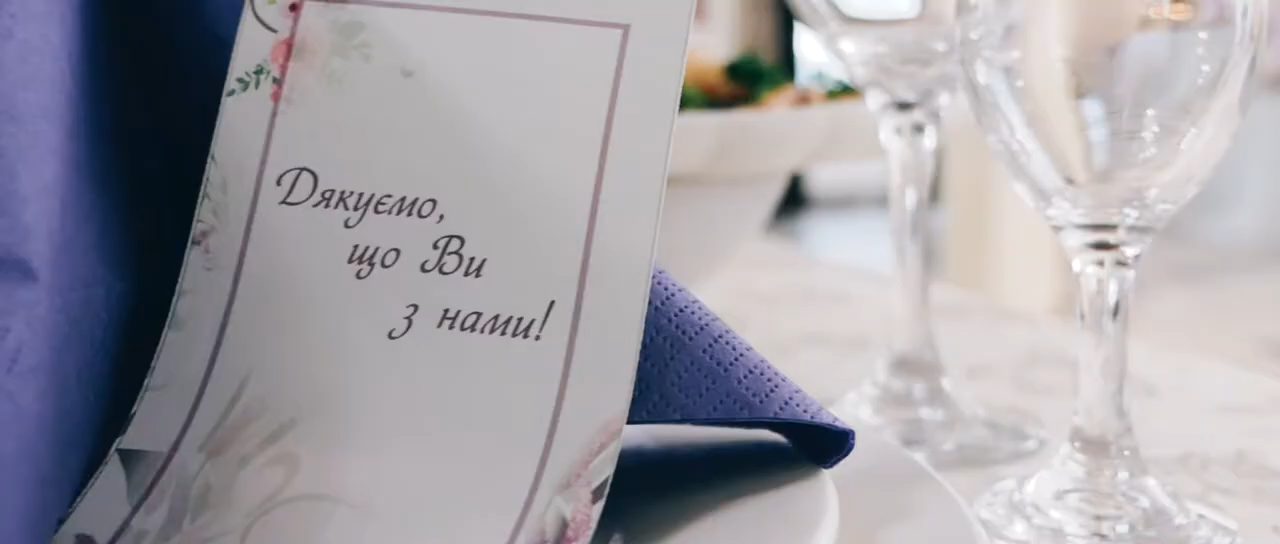 Дякуємо,
що Ви
з нами!